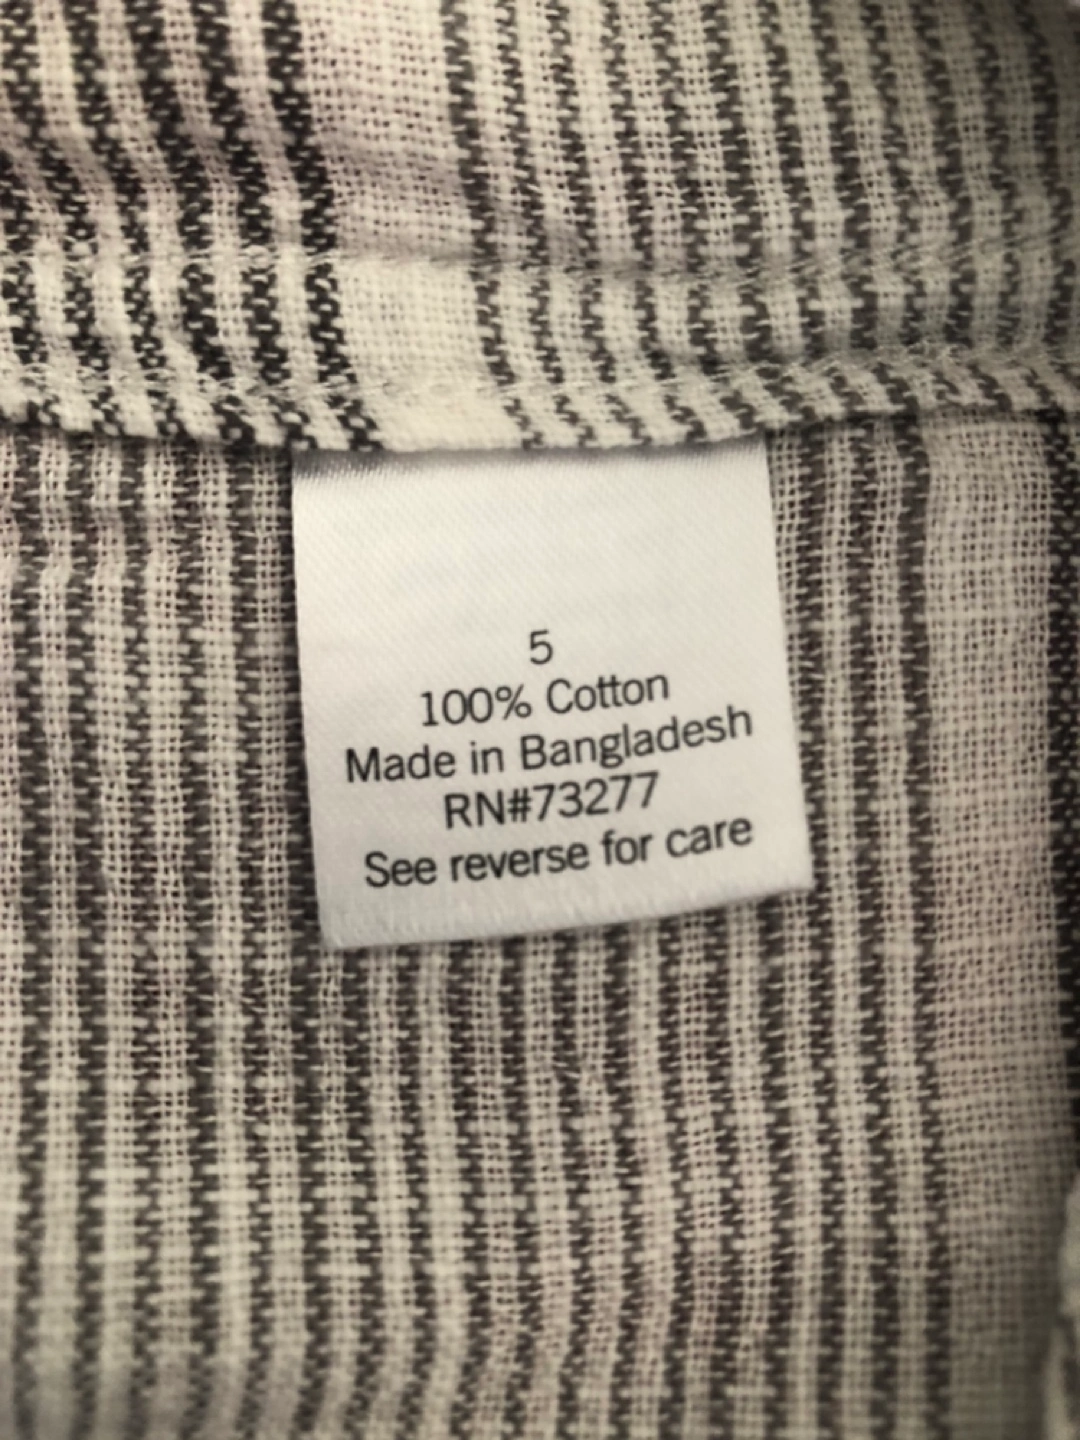 5
100% Cotton
Made in Bangladesh
RN#73277
See reverse for care